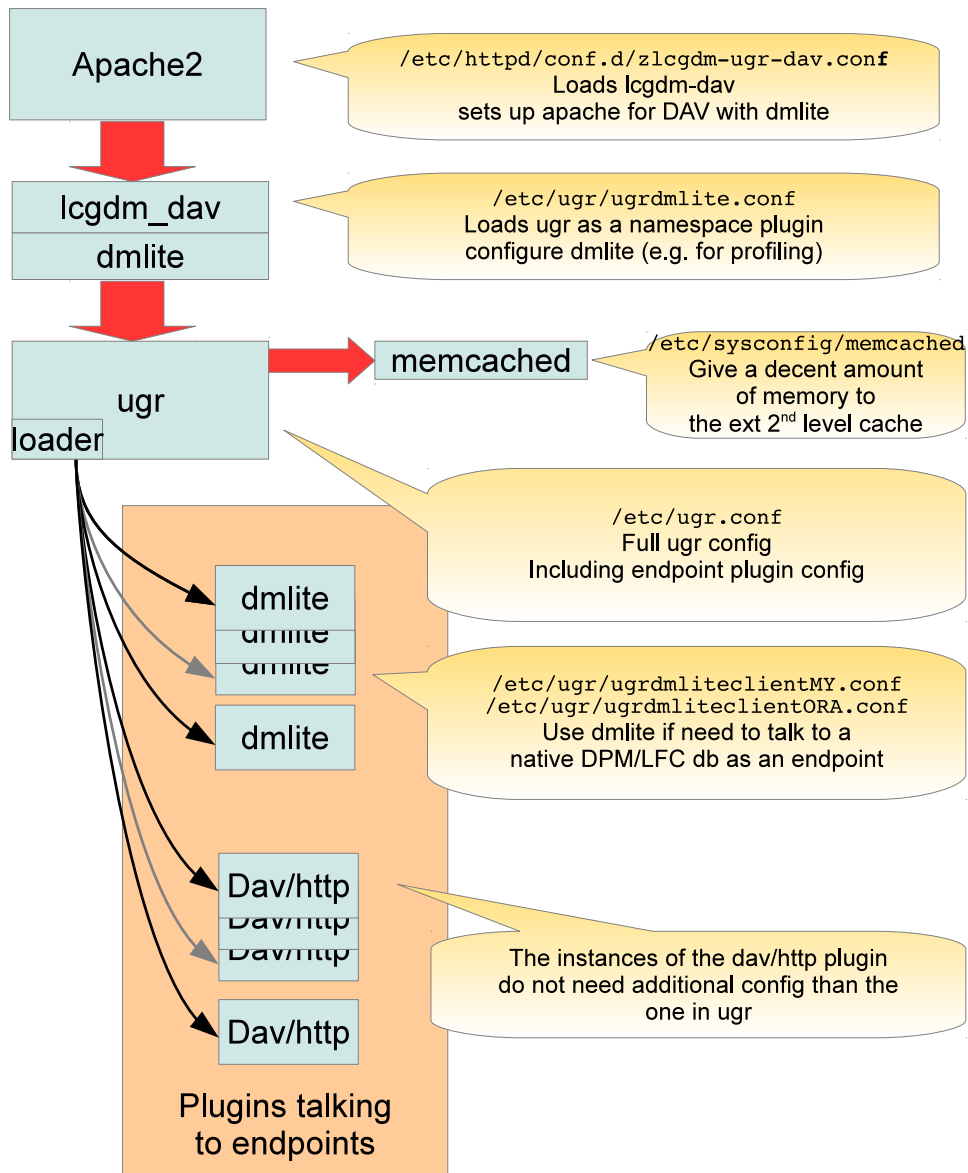 Apache2
/etc/httpd/conf.d/zlcgdm-ugr-dav.conf
Loads lcgdm-dav
sets up apache for DAV with dmlite
lcgdm_dav
dmlite
/etc/ugr/ugrdmlite.conf
Loads ugr as a namespace plugin
configure dmlite (e.g. for profiling)
ugr
loader
memcached
/etc/sysconfig/memcached
Give a decent amount
of memory to
the ext 2nd level cache
/etc/ugr.conf
Full ugr config
Including endpoint plugin config
dmlite
dmlite
dmlite
dmlite
/etc/ugr/ugrdmliteclientMY.conf
/etc/ugr/ugrdmliteclientORA.conf
Use dmlite if need to talk to a
native DPM/LFC db as an endpoint
Dav/http
Dav/http
Dav/http
Dav/http
The instances of the dav/http plugin
do not need additional config than the
one in ugr
Plugins talking
to endpoints